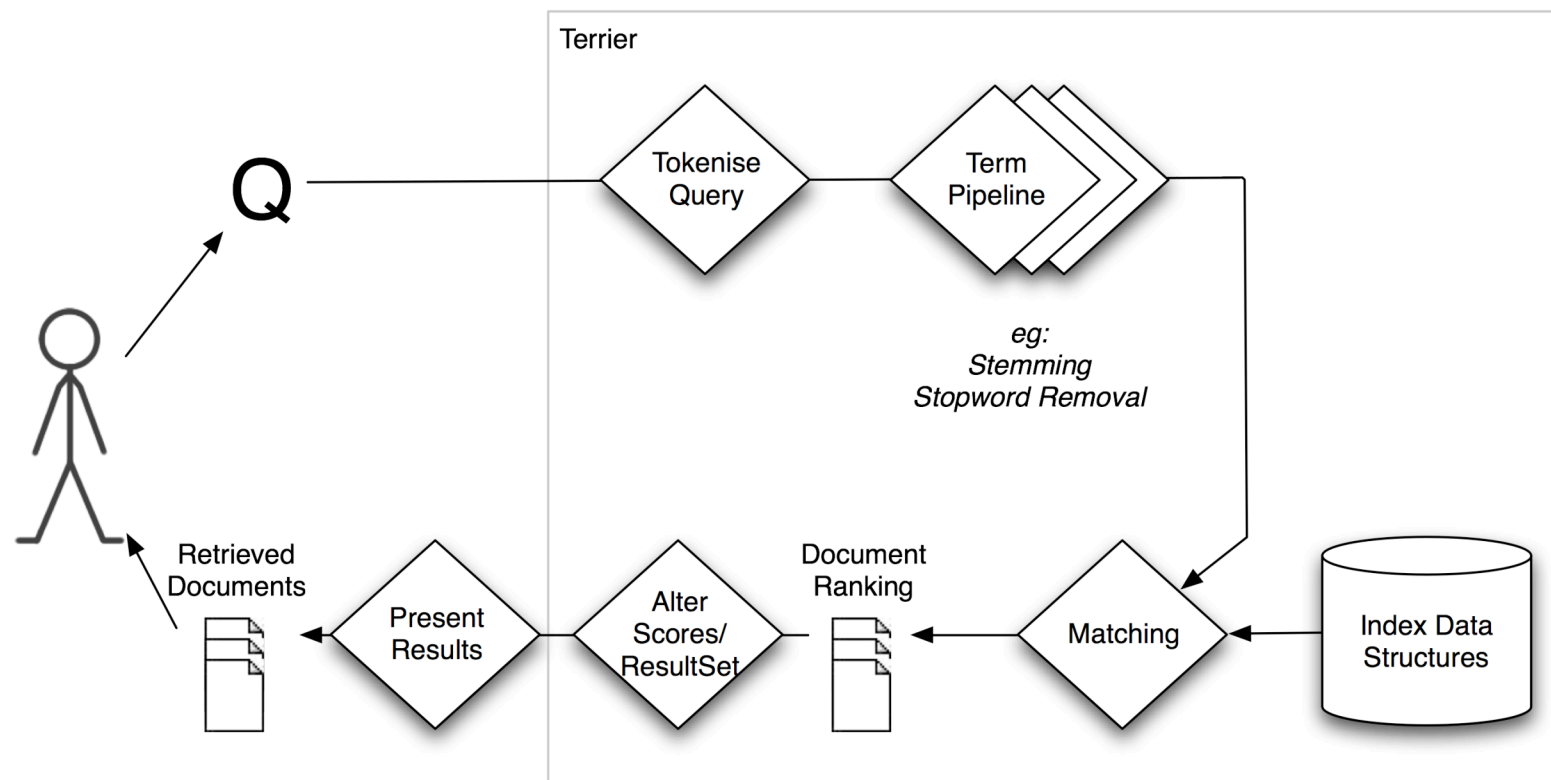 Terrier
Q
Tokenise
Query
Term
Pipeline
eg:
Stemming
Stopword Removal
Retrieved
Documents
Present
Results
Alter
Scores/
ResultSet
Document
Ranking
Matching
Index Data
Structures